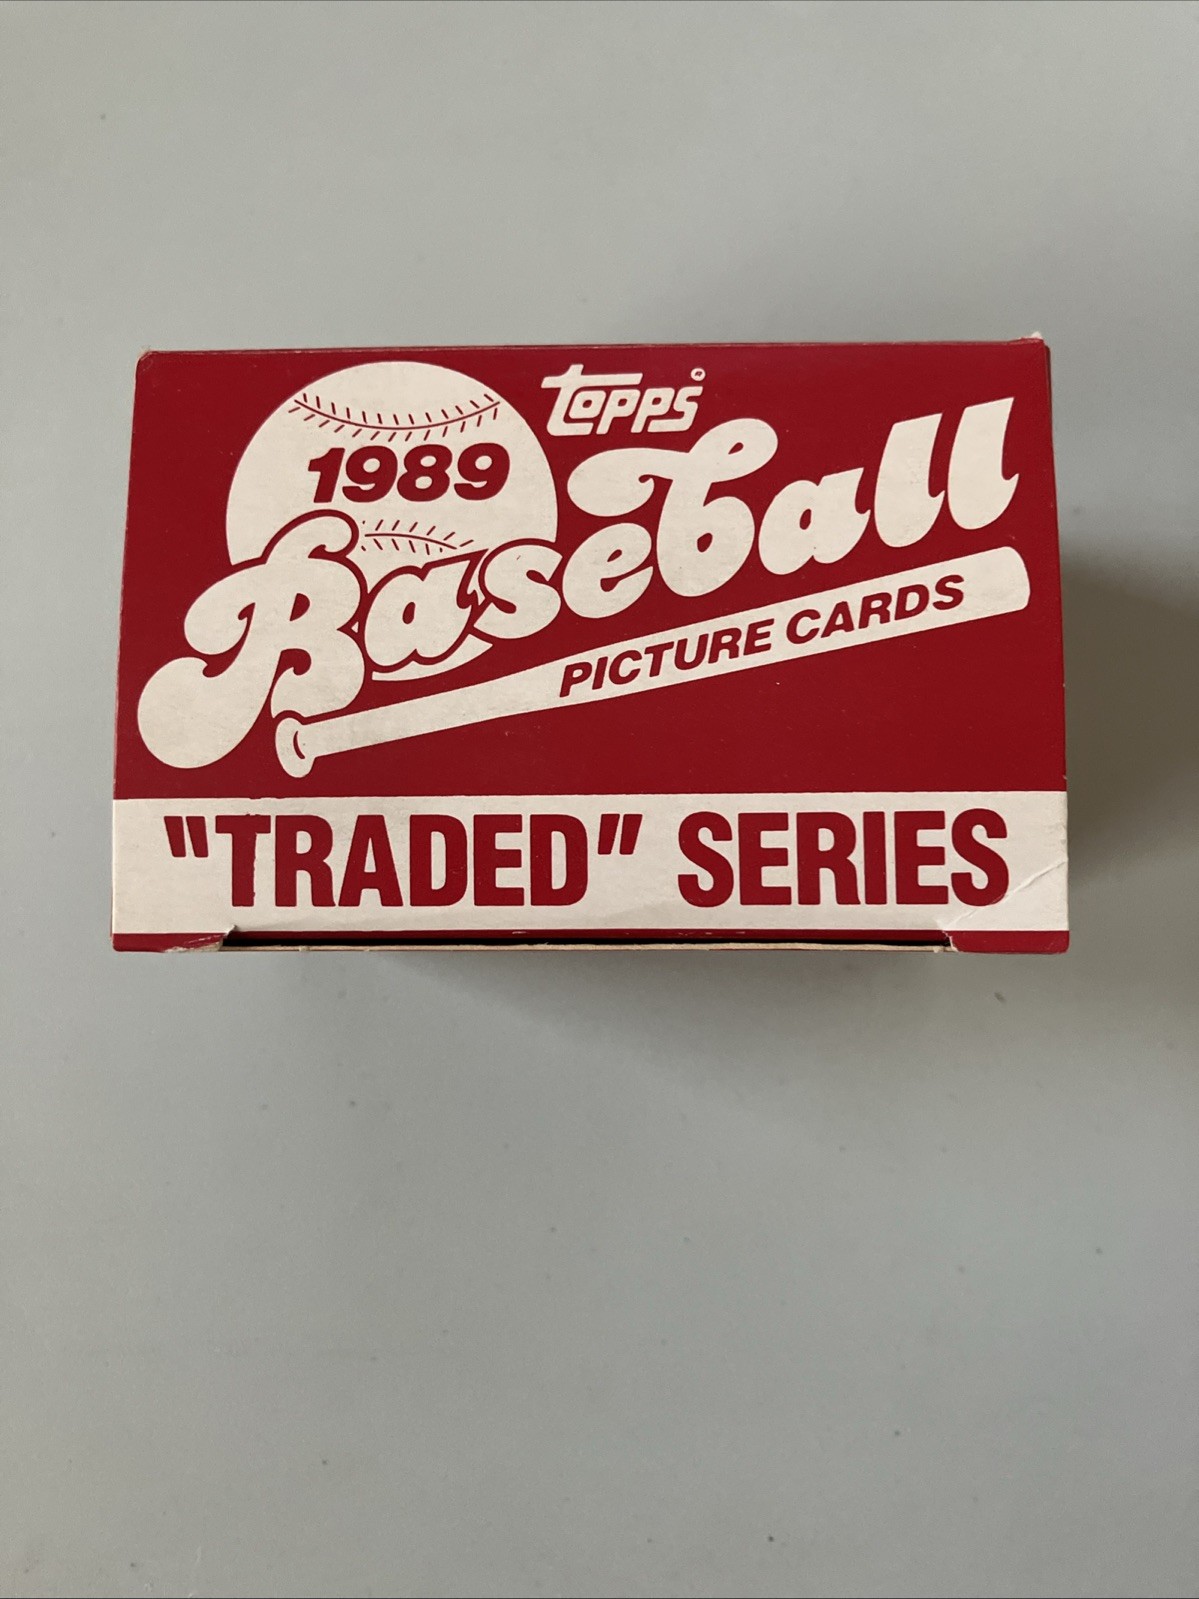 topps®
1989
Baseball
PICTURE CARDS
"TRADED" SERIES